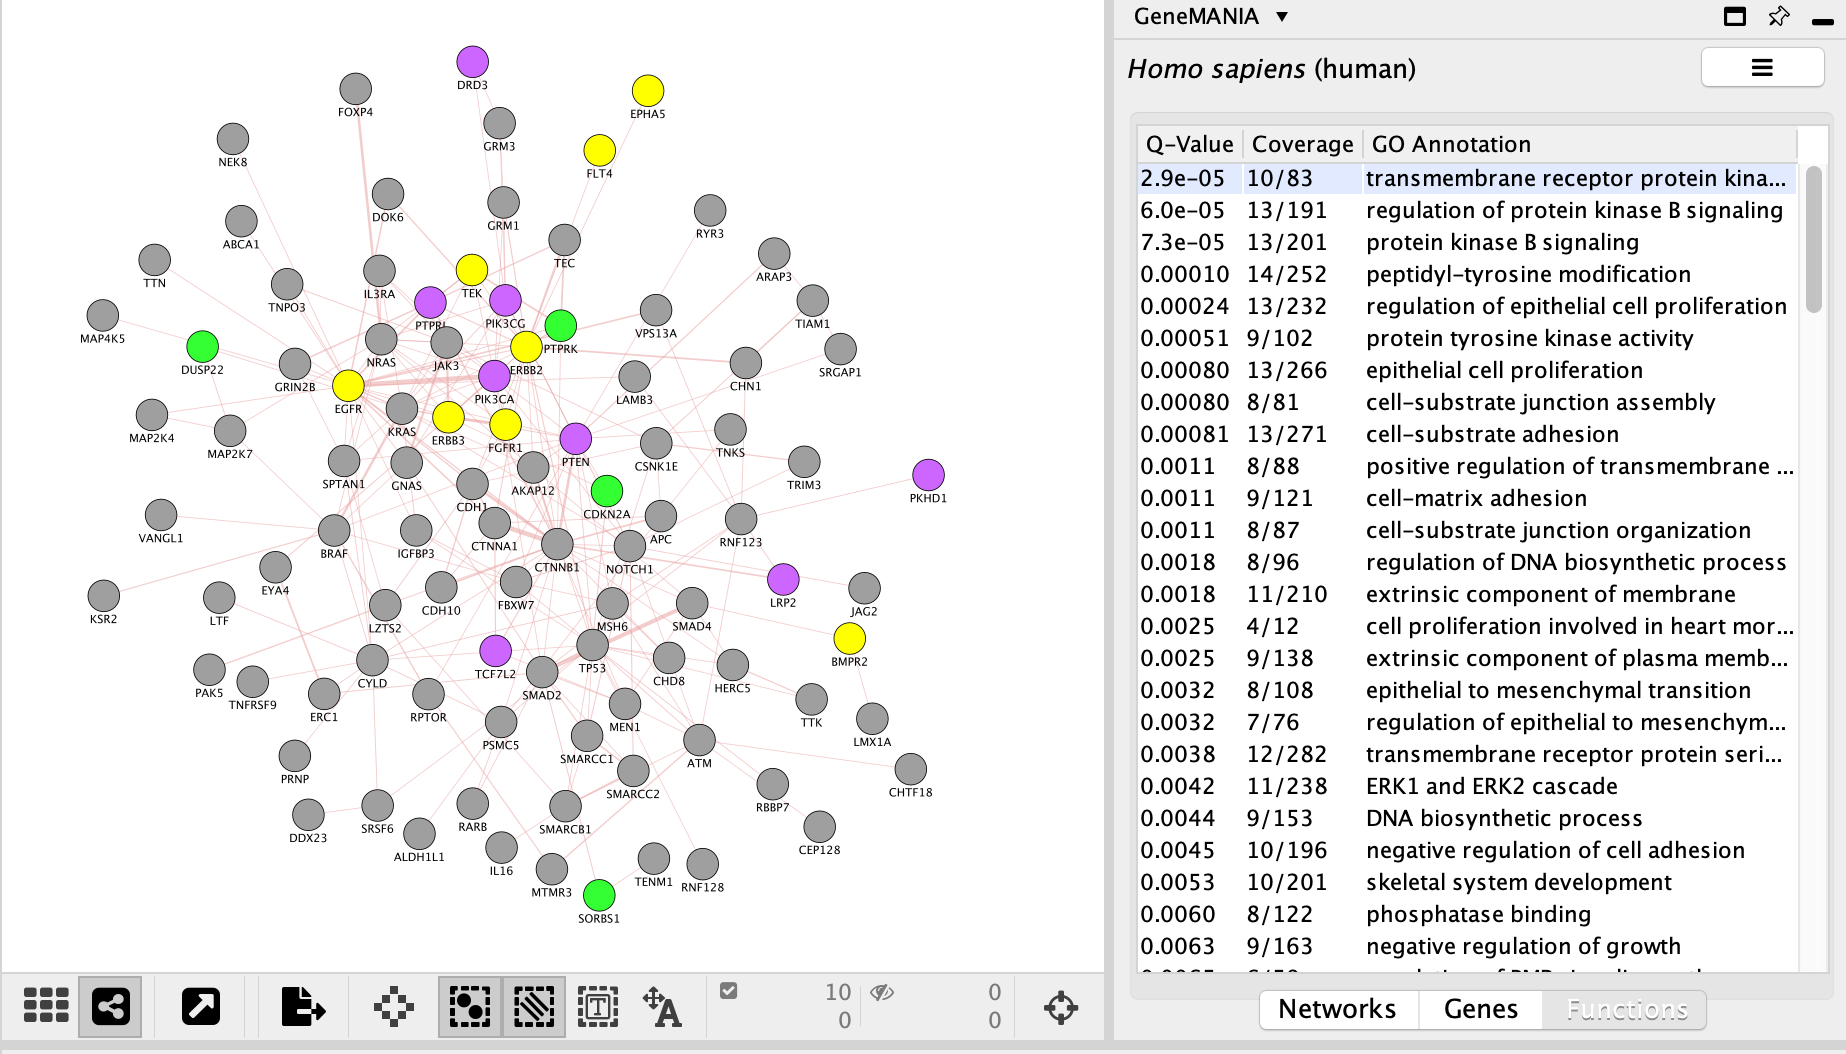 DRD3
FOXP4
EPHA5
GRM3
NEK8
FLT4
DOK6
GRM1
RYR3
ABCA1
TEC
TTN
ARAP3
IL3RA
TEK
TNPO3
PIK3CG
TIAM1
VPS13A
MAP4K5
PTPRK
NRAS
JAK3
ERBB2
DUSP22
SRGAP1
GRIN2B
CHN1
PIK3CA
LAMB3
EGFR
KRAS
MAP2K4
ERBB3
FGFR1
MAP2K7
TNKS
PTEN
CSNK1E
SPTAN1
GNAS
AKAP12
TRIM3
PKHD1
CDH1
CDKN2A
VANGL1
BRAF
IGFBP3
CTNNA1
APC
RNF123
CTNNB1
NOTCH1
EYA4
LRP2
KSR2
LTF
CDH10
FBXW7
JAG2
LZTS2
MSH6
SMAD4
BMPR2
TP53
TCF7L2
CYLD
CHD8
HERC5
PAK5
TNFRSF9
SMAD2
ERC1
RPTOR
TTK
MEN1
LMX1A
PSMC5
SMARCC1
ATM
PRNP
SMARCC2
CHTF18
RBBP7
DDX23
SRSF6
RARB
SMARCB1
ALDH1L1
CEP128
IL16
MTMR3
TENM1
RNF128
SORBS1
T
A
10
0
0
0
GeneMANIA
Homo sapiens (human)
Q-Value Coverage GO Annotation
2.9e-05 10/83 transmembrane receptor protein kina...
6.0e-05 13/191 regulation of protein kinase B signaling
7.3e-05 13/201 protein kinase B signaling
0.00010 14/252 peptidyl-tyrosine modification
0.00024 13/232 regulation of epithelial cell proliferation
0.00051 9/102 protein tyrosine kinase activity
0.00080 13/266 epithelial cell proliferation
0.00080 8/81 cell-substrate junction assembly
0.00081 13/271 cell-substrate adhesion
0.0011 8/88 positive regulation of transmembrane ...
0.0011 9/121 cell-matrix adhesion
0.0011 8/87 cell-substrate junction organization
0.0018 8/96 regulation of DNA biosynthetic process
0.0018 11/210 extrinsic component of membrane
0.0025 4/12 cell proliferation involved in heart mor...
0.0025 9/138 extrinsic component of plasma memb...
0.0032 8/108 epithelial to mesenchymal transition
0.0032 7/76 regulation of epithelial to mesenchym...
0.0038 12/282 transmembrane receptor protein seri...
0.0042 11/238 ERK1 and ERK2 cascade
0.0044 9/153 DNA biosynthetic process
0.0045 10/196 negative regulation of cell adhesion
0.0053 10/201 skeletal system development
0.0060 8/122 phosphatase binding
0.0063 9/163 negative regulation of growth
Networks Genes Functions